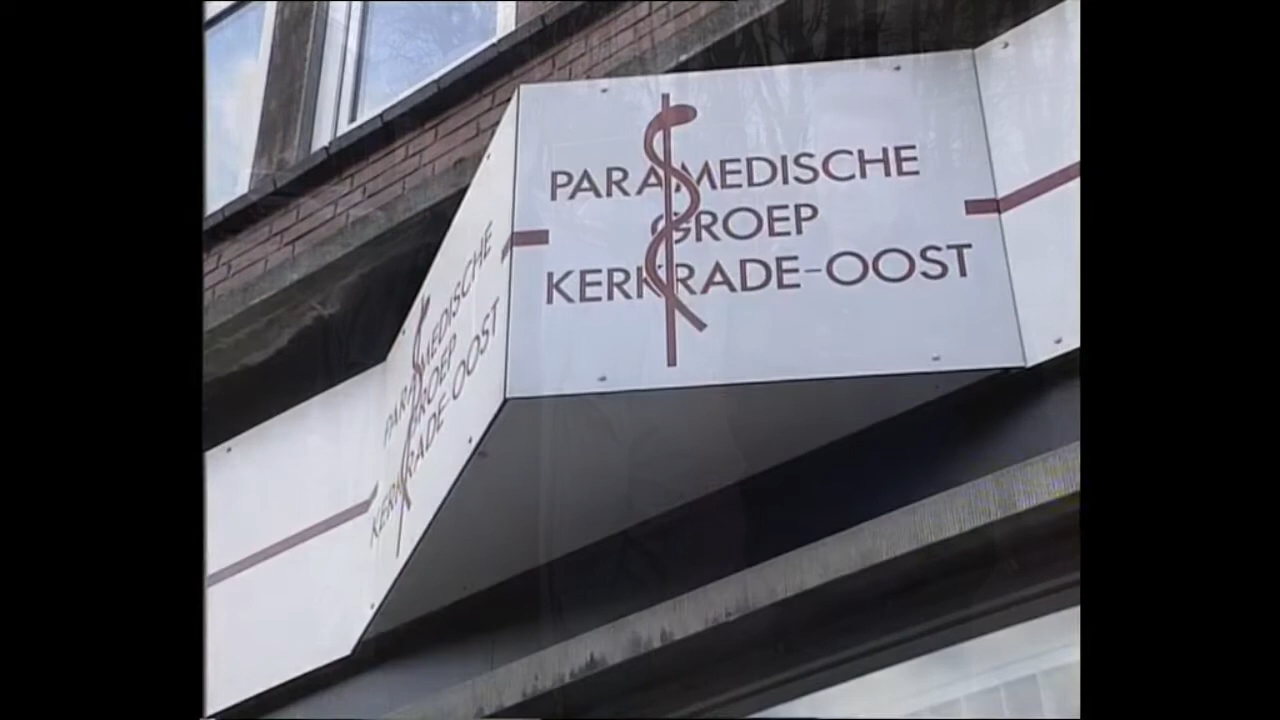 PARAMEDISCHE
GROEP
KERKRADE-OOST
PARAMEDISCHE
GROEP
KERKRADE-OOST